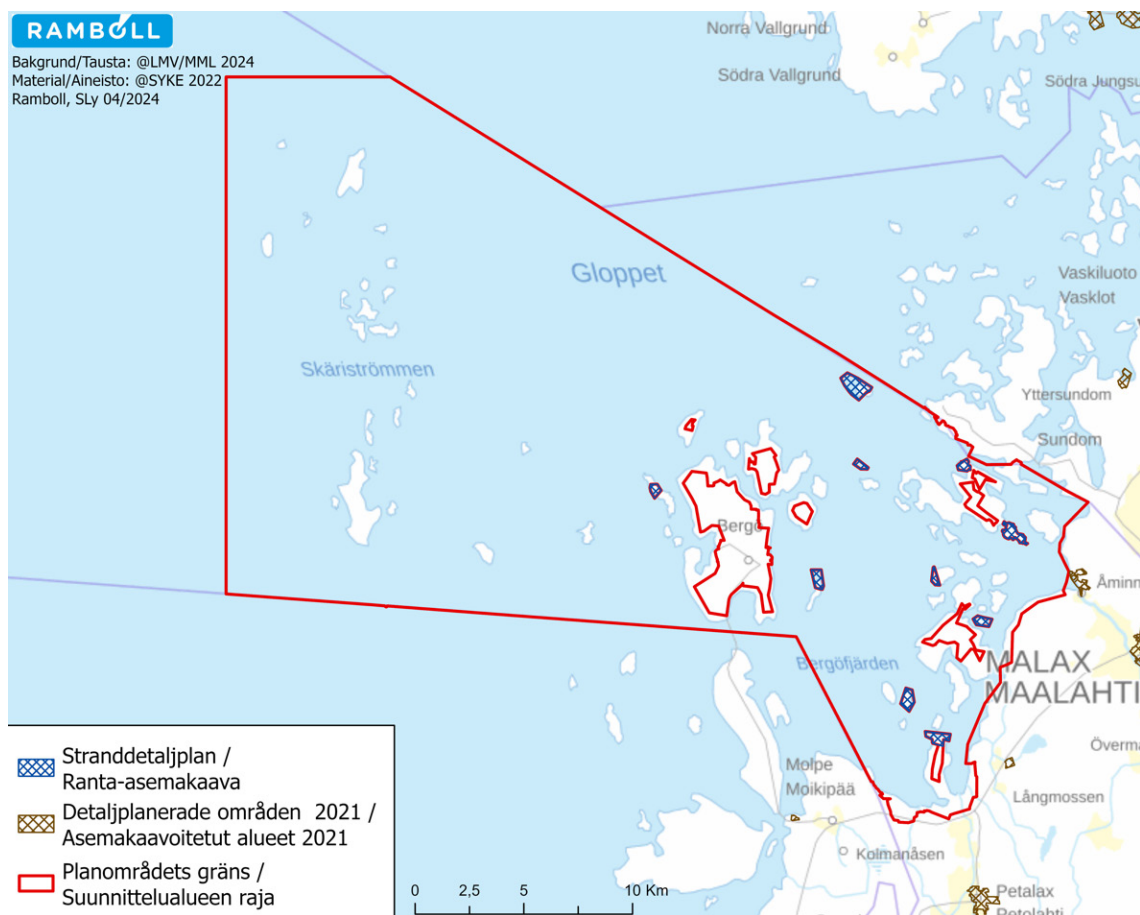 RAMBOLL
Bakgrund/Tausta: @LMV/MML 2024
Material/Aineisto: @SYKE 2022
Ramboll, SLy 04/2024
Norra Vallgrund
Södra Vallgrund
Södra Jungsu
Gloppet
Vaskiluoto
Vasklot
Skäriströmmen
Yttersundom
Sundom
Bergö
Åminn
Bergöfjärden
MALAX
MAALAHTI
Överma
Molpe
Moikipää
Långmossen
Kolmanåsen
Petalax
Petolahti
Stranddetaljplan /
Ranta-asemakaava
Detaljplanerade områden 2021 /
Asemakaavoitetut alueet 2021
Planområdets gräns /
Suunnittelualueen raja
0 2,5 5 10 Km